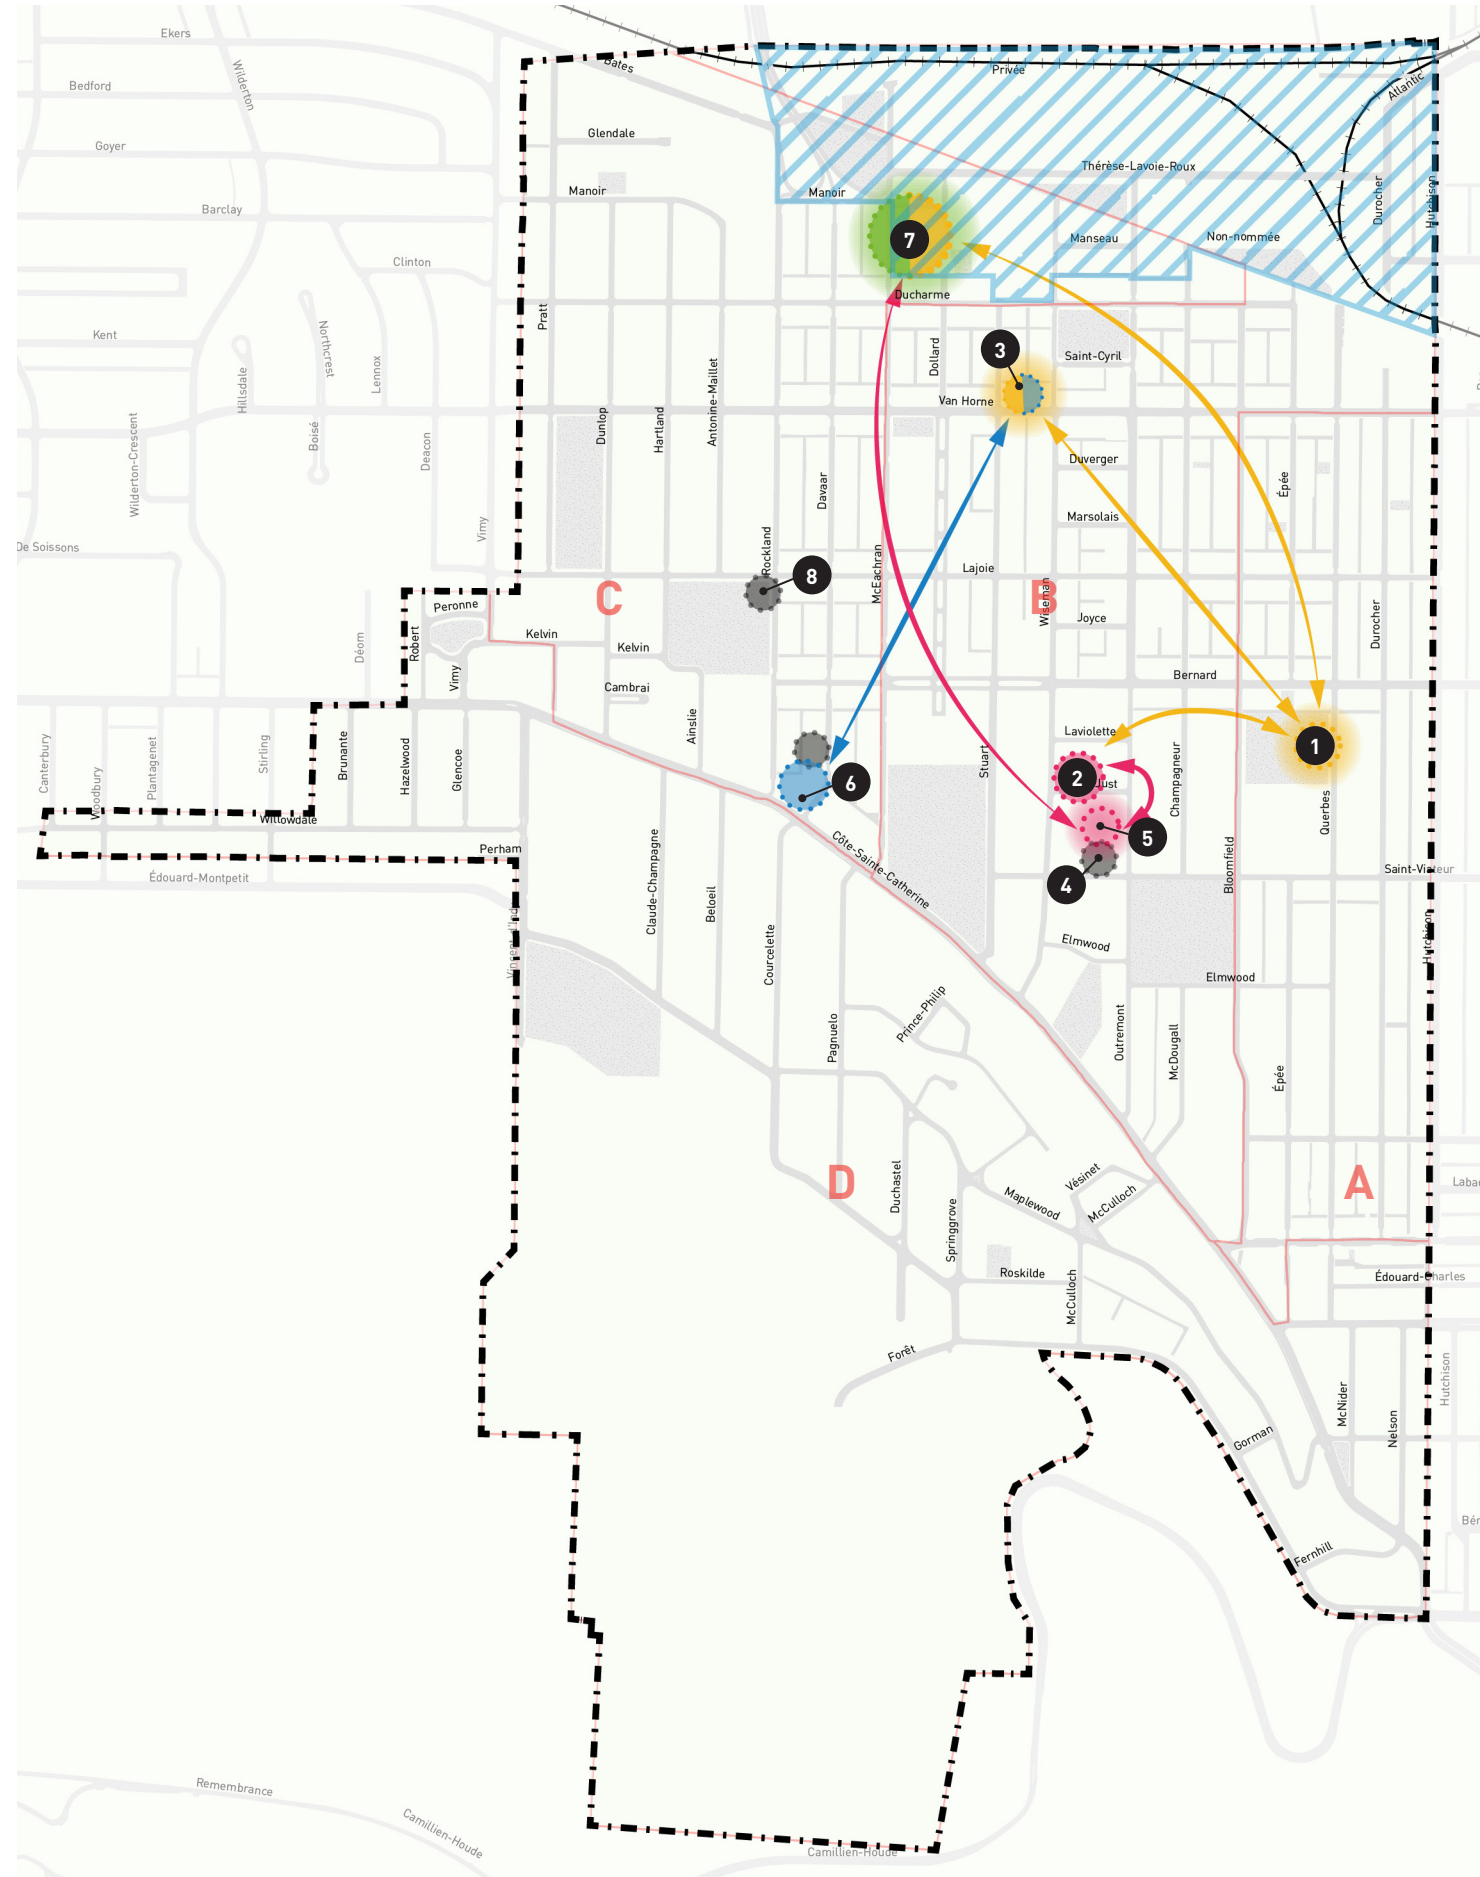 Ekers
Wilderton
Bates
Privée
Atlantic
Bedford
Glendale
Goyer
Thérèse-Lavoie-Roux
Manoir
Manoir
Durocher
Hutchison
Barclay
7
Manseau
Non-nommée
Clinton
Ducharme
Pratt
Kent
Northcrest
3
Dollard
Saint-Cyril
Hillsdale
Lennox
Antonine-Maillet
Van Horne
Dunlop
Hartland
Boisé
Deacon
Wilderton-Crescent
Duverger
Davaar
Épée
Marsolais
Vimy
De Soissons
Rockland
McEachran
Lajoie
8
C
B
Wiseman
Peronne
Joyce
Durocher
Robert
Kelvin
Kelvin
Déom
Vimy
Bernard
Cambrai
Ainslie
Laviolette
1
Stuart
Canterbury
Woodbury
Plantagenet
Stirling
Brunante
Hazelwood
Glencoe
2
Just
Champagneur
6
Querbes
Willowdale
5
Perham
Côte-Sainte-Catherine
Édouard-Montpetit
4
Bloomfield
Saint-Viateur
Claude-Champagne
Beloeil
Courcelette
Elmwood
Hutchison
Elmwood
Prince-Philip
Pagnuelo
Outremont
McDougall
Épée
D
A
Duchastel
Vésinet
McCulloch
Maplewood
Springgrove
Roskilde
McCulloch
Édouard-Charles
Forêt
Hutchison
McNider
Nelson
Gorman
Fernhill
Remembrance
Camillien-Houde
Camillien-Houde